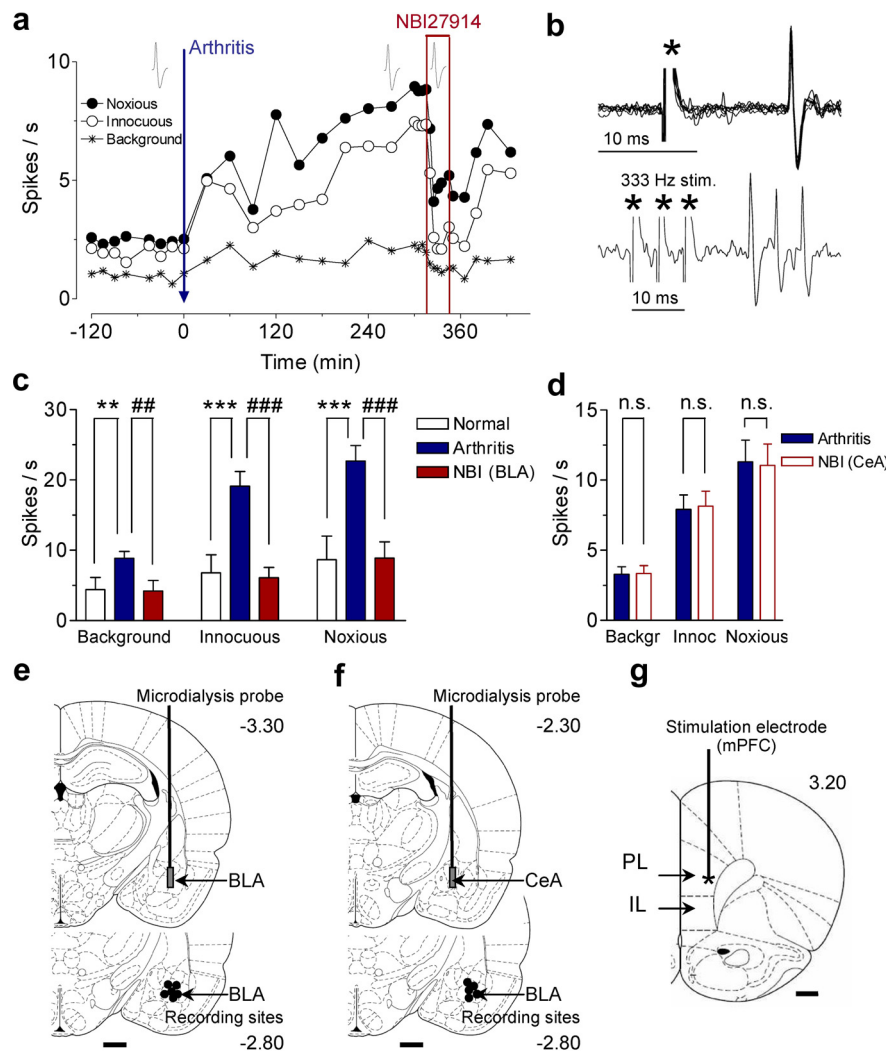 a
NBI27914
Arthritis
Noxious
Innocuous
Background
Spikes / s
10
5
0
-120
0
120
240
360
Time (min)
b
*
10 ms
333 Hz stim.
* * *
10 ms
c
Spikes / s
30
20
10
0
** ##
*** ###
*** ###
Normal
Arthritis
NBI (BLA)
Background
Innocuous
Noxious
d
Spikes / s
15
10
5
0
n.s.
n.s.
n.s.
Arthritis
NBI (CeA)
Backgr
Innoc
Noxious
e
Microdialysis probe
-3.30
BLA
BLA
Recording sites
-2.80
f
Microdialysis probe
-2.30
CeA
BLA
Recording sites
-2.80
g
Stimulation electrode
(mPFC)
3.20
PL
IL
*